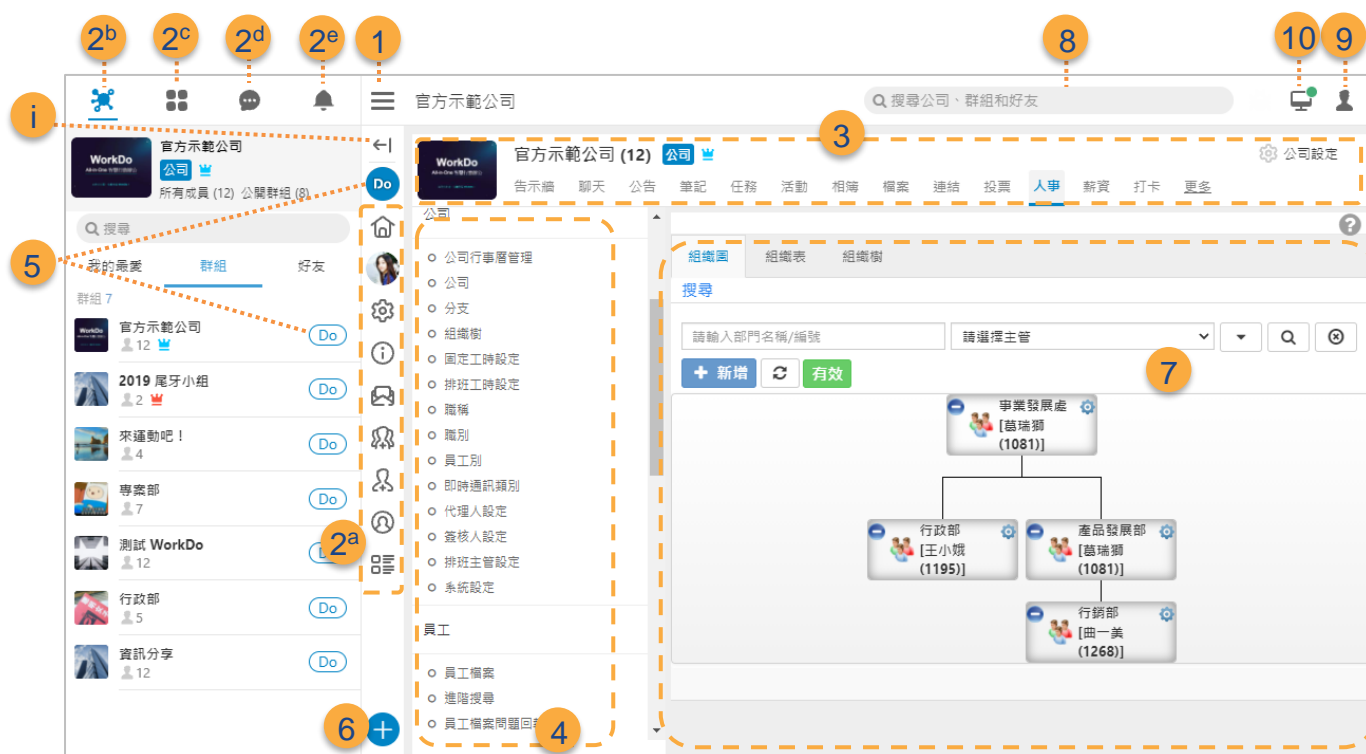 2b
2c
2d
2e
1
8
10
9
官方示範公司
搜尋公司、群組和好友
i
WorkDo
官方示範公司
公司
所有成員 (12) 公開群組 (8)
Do
搜尋
5
我的最愛
群組
好友
群組 7
WorkDo
官方示範公司
12
Do
2019 尾牙小組
2
Do
來運動吧！
4
Do
專案部
7
Do
測試 WorkDo
12
行政部
5
Do
資訊分享
12
Do
2a
6
3
WorkDo
官方示範公司 (12)
公司
公司設定
告示牆
聊天
公告
筆記
任務
活動
相簿
檔案
連結
投票
人事
薪資
打卡
更多
公司
公司行事曆管理
公司
分支
組織樹
固定工時設定
排班工時設定
職稱
職別
員工別
即時通訊類別
代理人設定
簽核人設定
排班主管設定
系統設定
員工
員工檔案
進階搜尋
員工檔案問題回
4
組織圖
組織表
組織樹
搜尋
請輸入部門名稱/編號
請選擇主管
新增
有效
7
事業發展處
[葛瑞獅
(1081)]
行政部
[王小娥
(1195)]
產品發展部
[葛瑞獅
(1081)]
行銷部
[曲一美
(1268)]